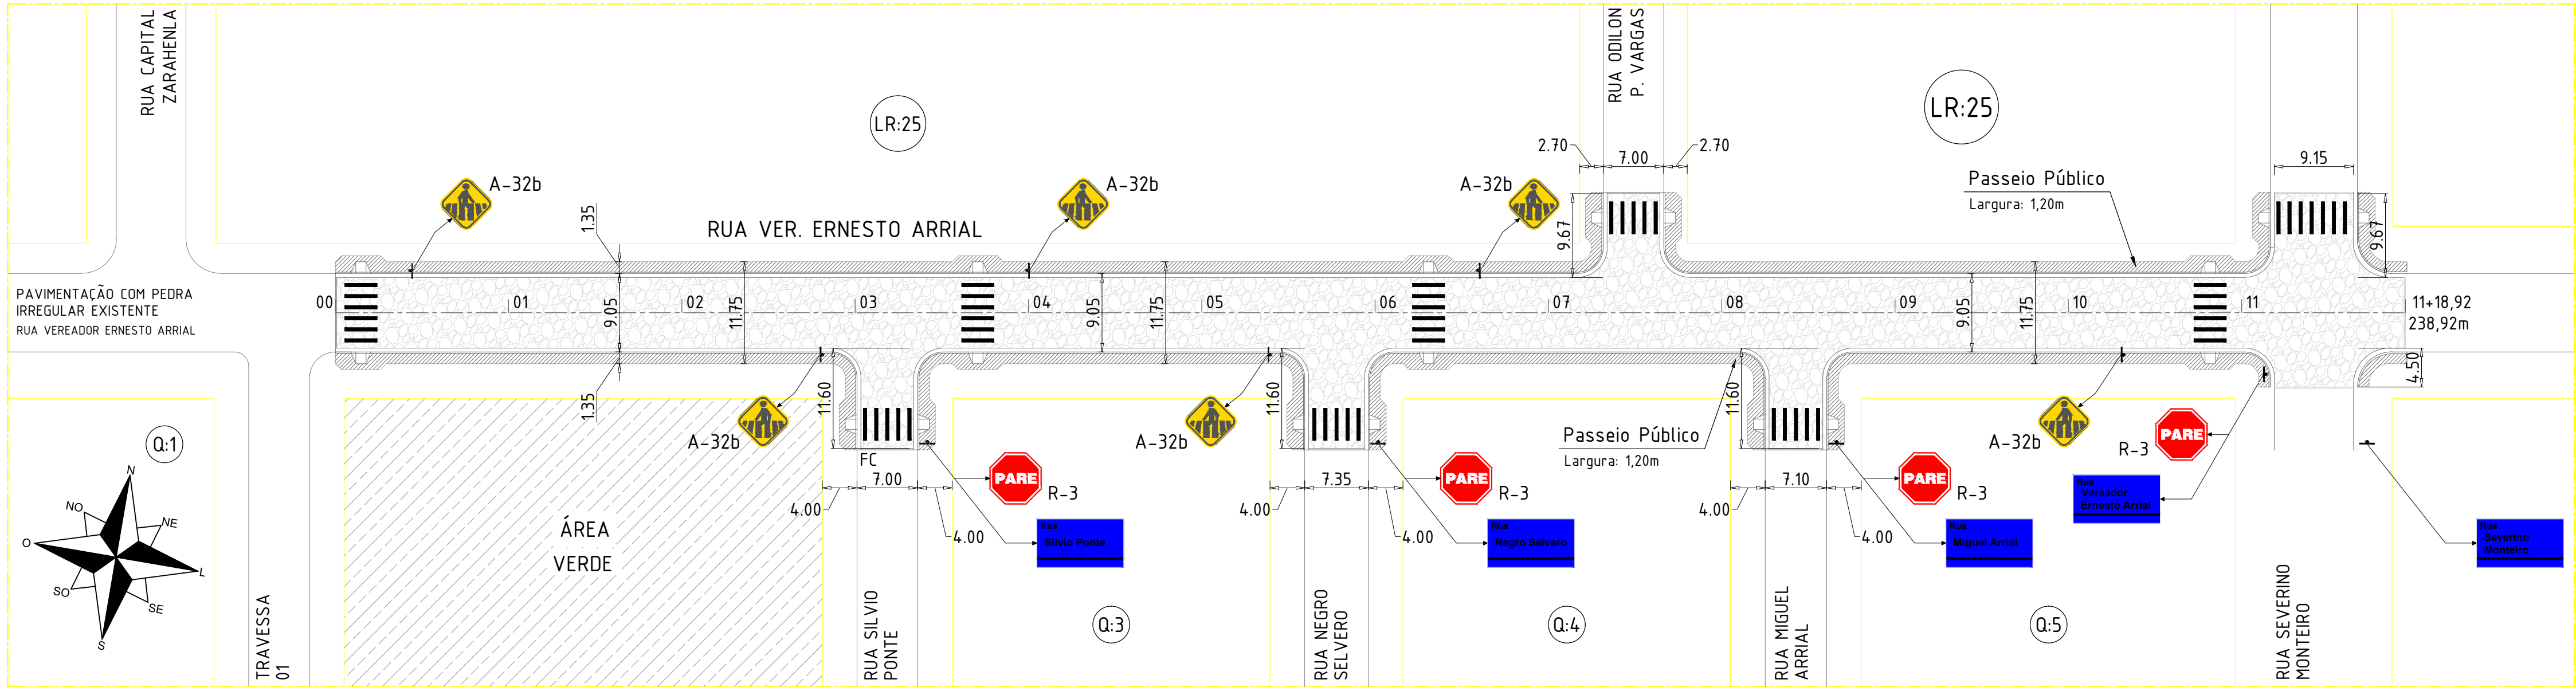 RUA CAPITAL
ZARAHENLA
RUA ODILON
P. VARGAS
LR:25
LR:25
2.70
7.00
2.70
9.15
Passeio Público
Largura: 1,20m
A-32b
A-32b
A-32b
1.35
RUA VER. ERNESTO ARRIAL
9.67
9.67
PAVIMENTAÇÃO COM PEDRA
IRREGULAR EXISTENTE
RUA VEREADOR ERNESTO ARRIAL
00
01
02
03
04
05
06
07
08
09
10
11
11+18,92
238,92m
9.05
11.75
9.05
11.75
9.05
11.75
1.35
11.60
11.60
11.60
4.50
A-32b
A-32b
A-32b
Passeio Público
Largura: 1,20m
PARE
R-3
Q:1
FC
7.00
4.00
4.00
PARE
R-3
7.35
4.00
4.00
PARE
R-3
7.10
4.00
4.00
PARE
R-3
Rua
Vereador
Ernesto Arrial
Rua
Silvio Ponte
Rua
Negro Selvero
Rua
Miguel Arrial
Rua
Severino
Monteiro
N
NO
NE
O
L
SO
SE
S
ÁREA
VERDE
TRAVESSA
01
RUA SILVIO
PONTE
Q:3
RUA NEGRO
SELVERO
Q:4
RUA MIGUEL
ARRIAL
Q:5
RUA SEVERINO
MONTEIRO